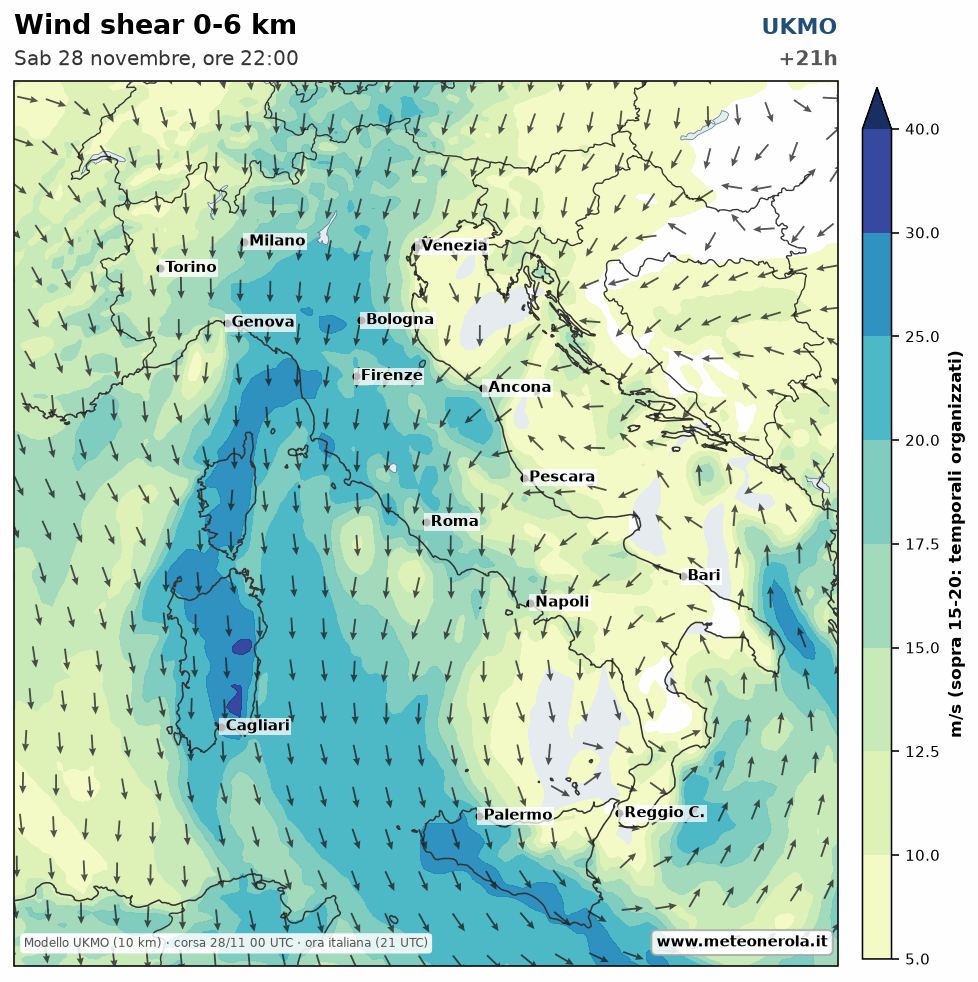 Wind shear 0-6 km
UKMO
Sab 28 novembre, ore 22:00
+21h
Milano
Venezia
Torino
Genova
Bologna
Firenze
Ancona
Pescara
Roma
Bari
Napoli
Cagliari
Palermo
Reggio C.
Modello UKMO (10 km) · corsa 28/11 00 UTC · ora italiana (21 UTC)
www.meteonerola.it
40.0
30.0
25.0
20.0
17.5
15.0
12.5
10.0
5.0
m/s (sopra 15-20: temporali organizzati)